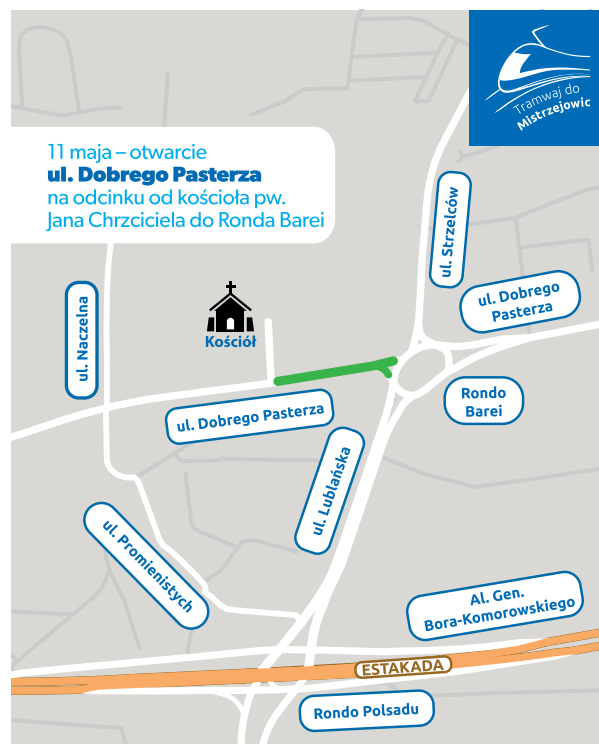 Tramwaj do
Mistrzejowic
11 maja – otwarcie
ul. Dobrego Pasterza
na odcinku od kościoła pw.
Jana Chrzciciela do Ronda Barei
ul. Strzelców
ul. Dobrego
Pasterza
ul. Naczelna
Kościół
Rondo
Barei
ul. Dobrego Pasterza
ul. Lublańska
ul. Promienistych
Al. Gen.
Bora-Komorowskiego
ESTAKADA
Rondo Polsadu